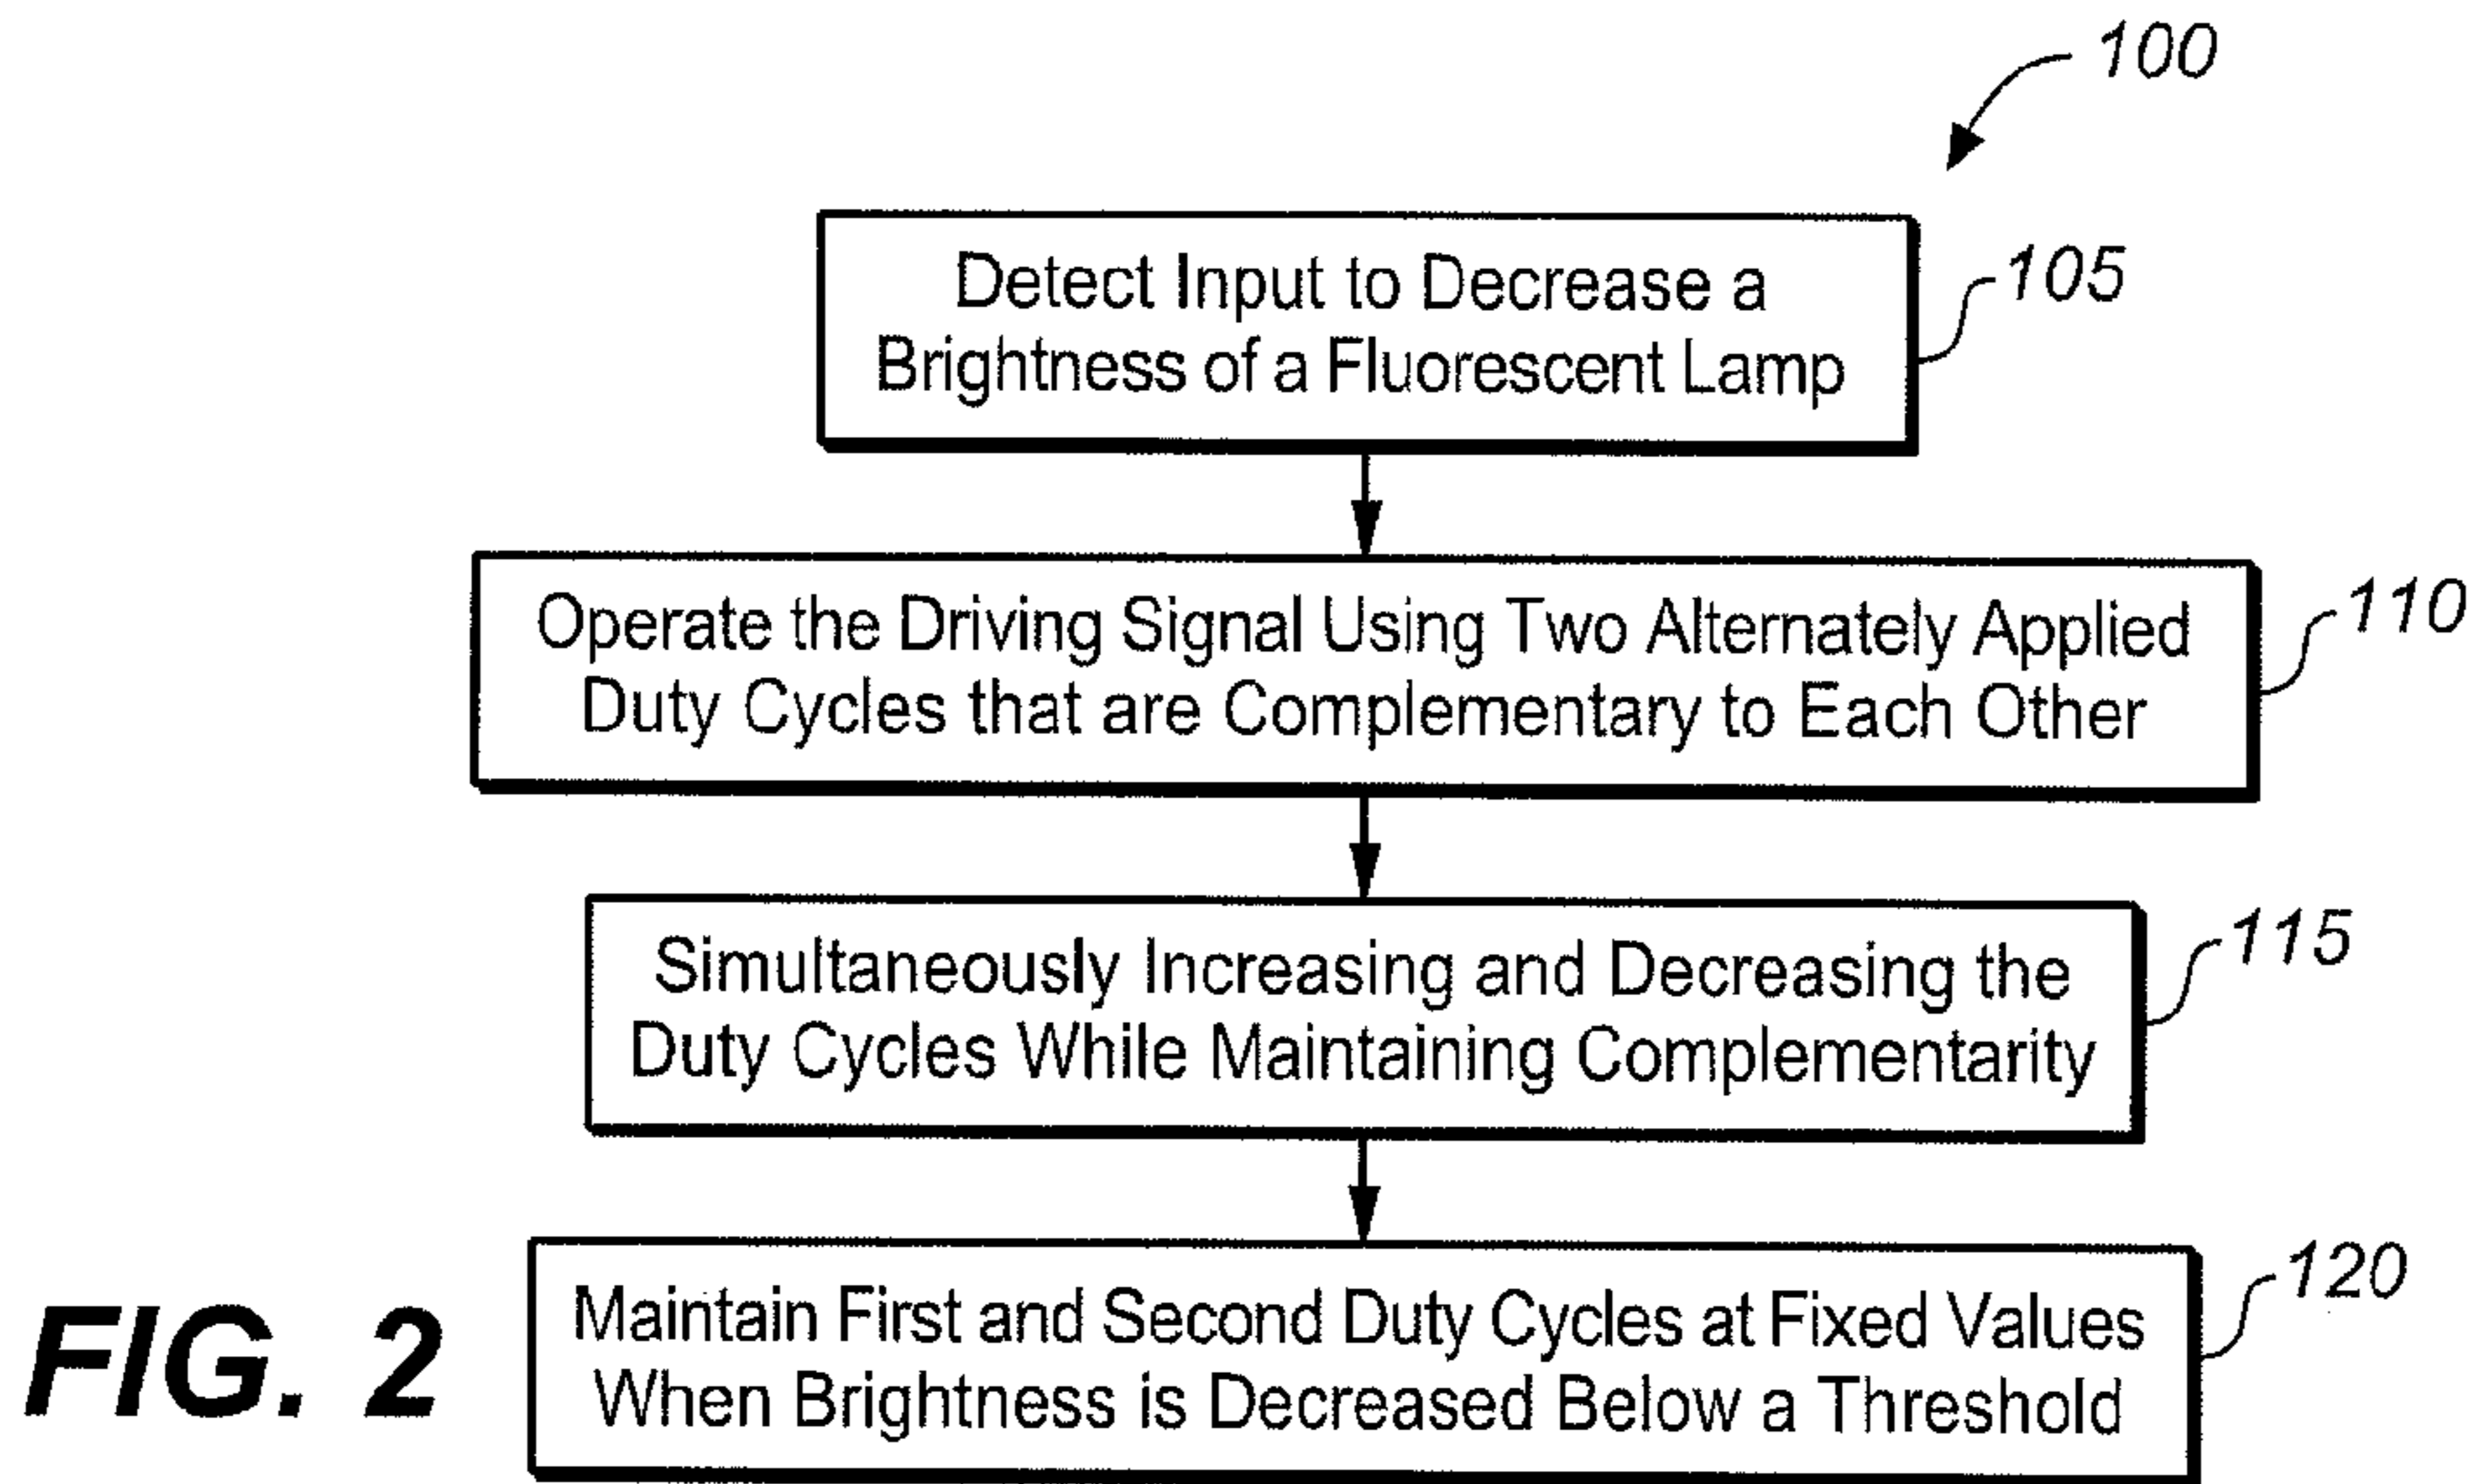 100
Detect Input to Decrease a
Brightness of a Fluorescent Lamp
105
Operate the Driving Signal Using Two Alternately Applied
Duty Cycles that are Complementary to Each Other
110
Simultaneously Increasing and Decreasing the
Duty Cycles While Maintaining Complementarity
115
Maintain First and Second Duty Cycles at Fixed Values
When Brightness is Decreased Below a Threshold
120
FIG. 2